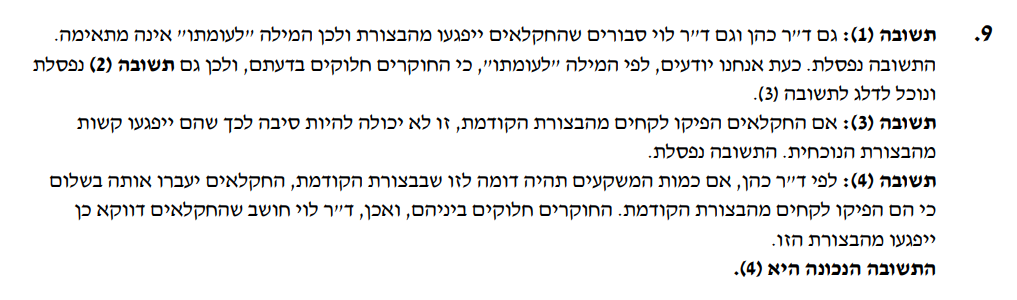 9. תשובה (1): גם ד"ר כהן וגם ד"ר לוי סבורים שהחקלאים ייפגעו מהבצורת ולכן המילה "לעומתו" אינה מתאימה.
התשובה נפסלת. כעת אנחנו יודעים, לפי המילה "לעומתו", כי החוקרים חלוקים בדעתם, ולכן גם תשובה (2) נפסלת
ונוכל לדלג לתשובה (3).
תשובה (3): אם החקלאים הפיקו לקחים מהבצורת הקודמת, זו לא יכולה להיות סיבה לכך שהם ייפגעו קשות
מהבצורת הנוכחית. התשובה נפסלת.
תשובה (4): לפי ד"ר כהן, אם כמות המשקעים תהיה דומה לזו שבבצורת הקודמת, החקלאים יעברו אותה בשלום
כי הם הפיקו לקחים מהבצורת הקודמת. החוקרים חלוקים ביניהם, ואכן, ד"ר לוי חושב שהחקלאים דווקא כן
ייפגעו מהבצורת הזו.
התשובה הנכונה היא (4).